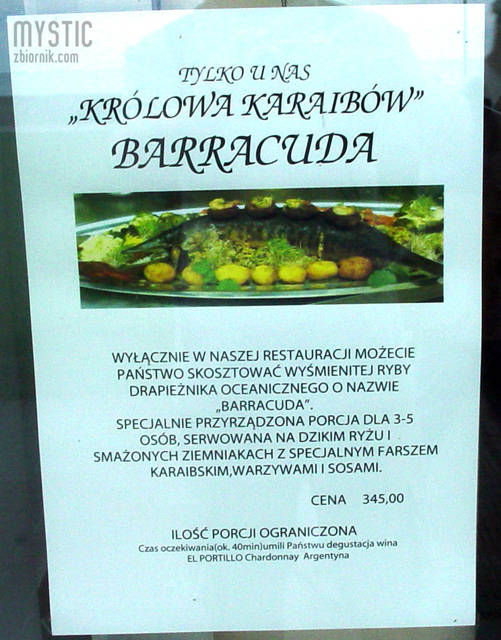 MYSTIC
zbiornik.com
TYLKO U NAS
„KRÓLOWA KARAIBÓW”
BARRACUDA
WYŁĄCZNIE W NASZEJ RESTAURACJI MOŻECIE
PAŃSTWO SKOSZTOWAĆ WYŚMIENITEJ RYBY
DRAPIEŻNIKA OCEANICZNEGO O NAZWIE
„BARRACUDA”.
SPECJALNIE PRZYRZĄDZONA PORCJA DLA 3-5
OSÓB, SERWOWANA NA DZIKIM RYŻU I
SMAŻONYCH ZIEMNIAKACH Z SPECJALNYM FARSZEM
KARAIBSKIM,WARZYWAMI I SOSAMI.
CENA 345,00
ILOŚĆ PORCJI OGRANICZONA
Czas oczekiwania(ok. 40min)umili Państwu degustacja wina
EL PORTILLO Chardonnay Argentyna